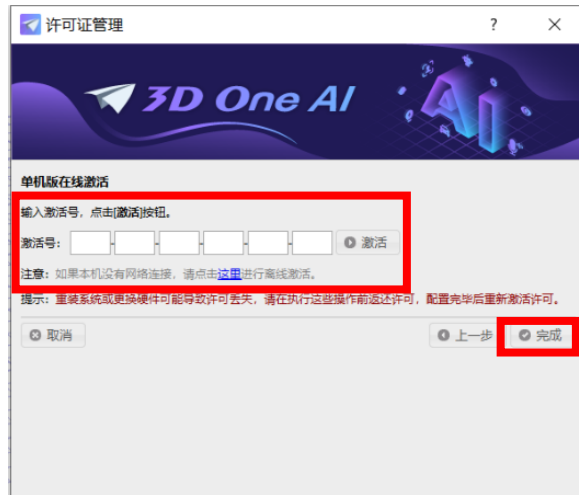 许可证管理
3D One AI
单机版在线激活
输入激活号，点击[激活]按钮。
激活号： - - - - - 激活
注意：如果本机没有网络连接，请点击这里进行离线激活。
提示：重装系统或更换硬件可能导致许可丢失，请在执行这些操作前返还许可，配置完毕后重新激活许可。
取消 上一步 完成